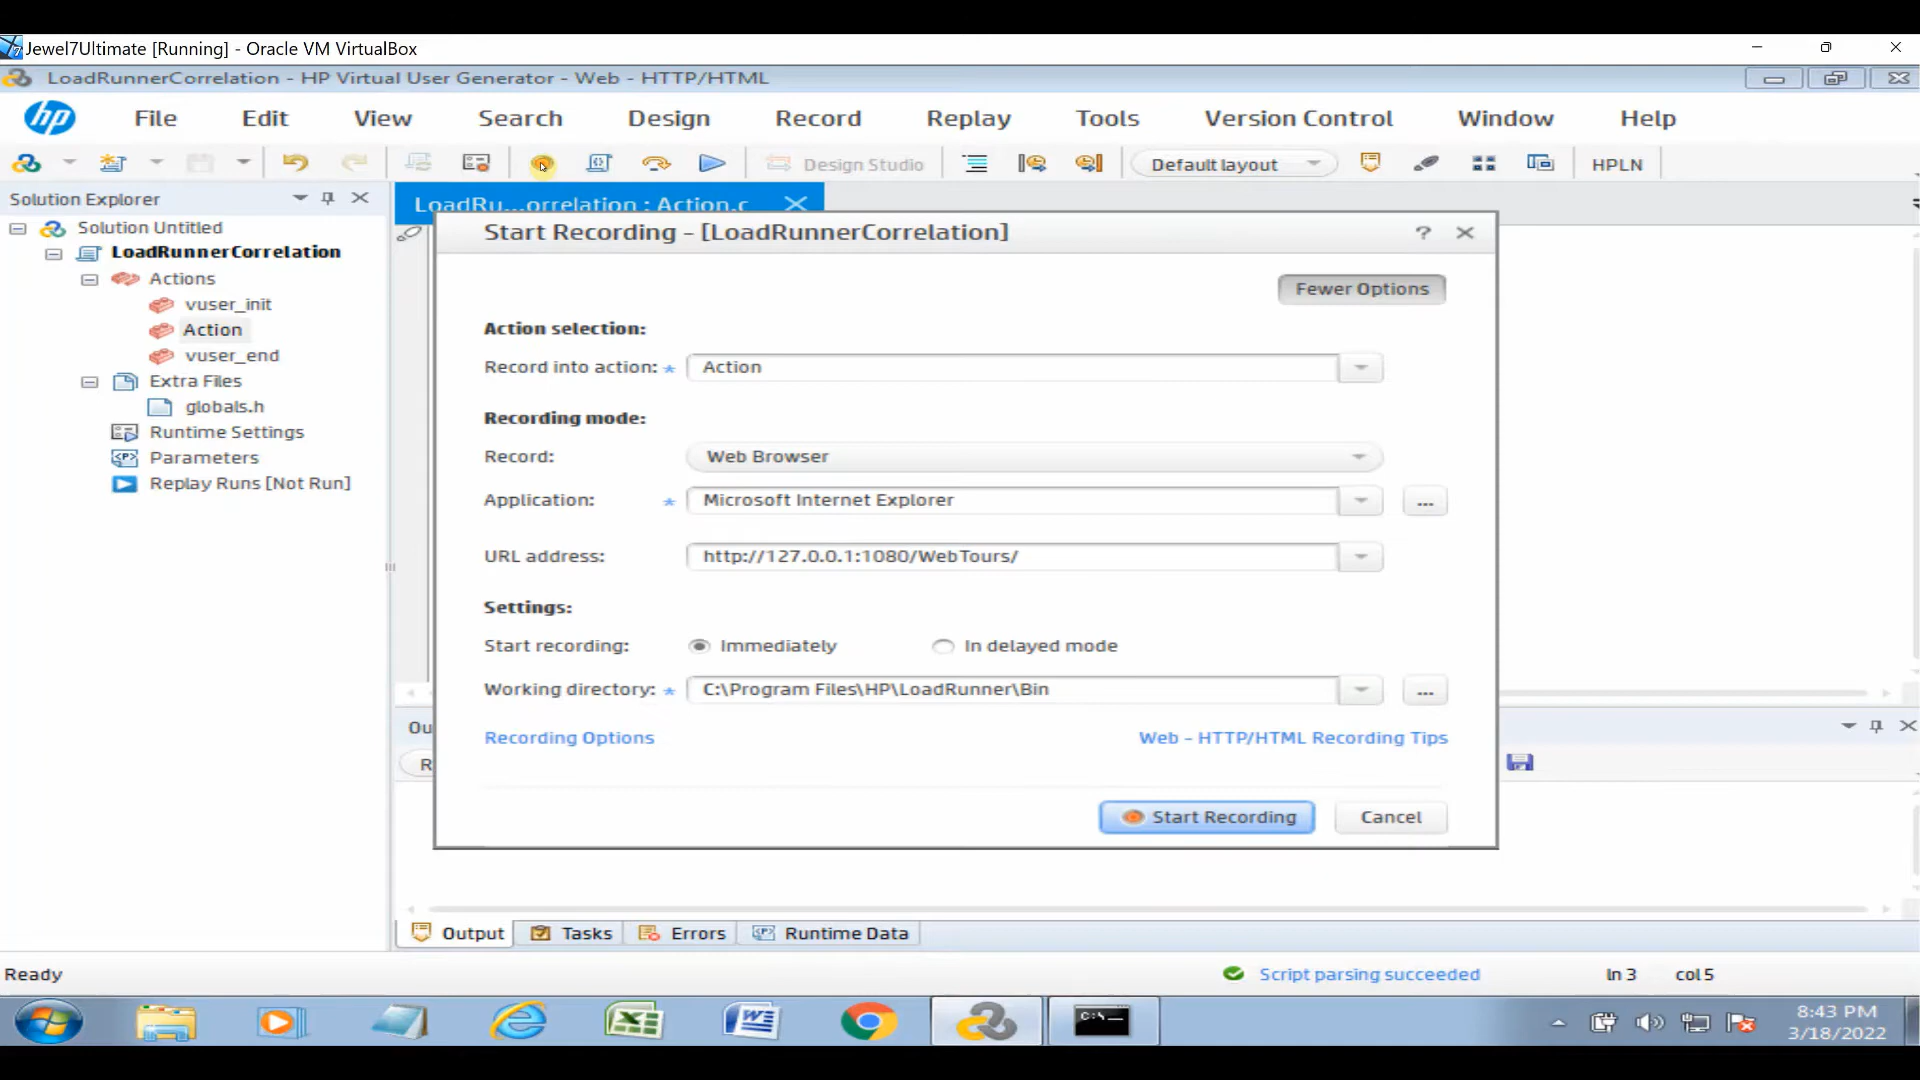 Jewel7Ultimate [Running] - Oracle VM VirtualBox
LoadRunnerCorrelation - HP Virtual User Generator - Web - HTTP/HTML
hp File Edit View Search Design Record Replay Tools Version Control Window Help
Design Studio Default layout HPLN
Solution Explorer
LoadRu...orrelation : Action.c
Solution Untitled
LoadRunnerCorrelation
Actions
vuser_init
Action
vuser_end
Extra Files
globals.h
Runtime Settings
Parameters
Replay Runs [Not Run]
Start Recording - [LoadRunnerCorrelation]
Fewer Options
Action selection:
Record into action: * Action
Recording mode:
Record: Web Browser
Application: * Microsoft Internet Explorer ...
URL address: http://127.0.0.1:1080/WebTours/
Settings:
Start recording: Immediately In delayed mode
Working directory: * C:\Program Files\HP\LoadRunner\Bin ...
Recording Options Web - HTTP/HTML Recording Tips
Start Recording Cancel
Output Tasks Errors Runtime Data
Ready Script parsing succeeded ln 3 col 5
8:43 PM
3/18/2022